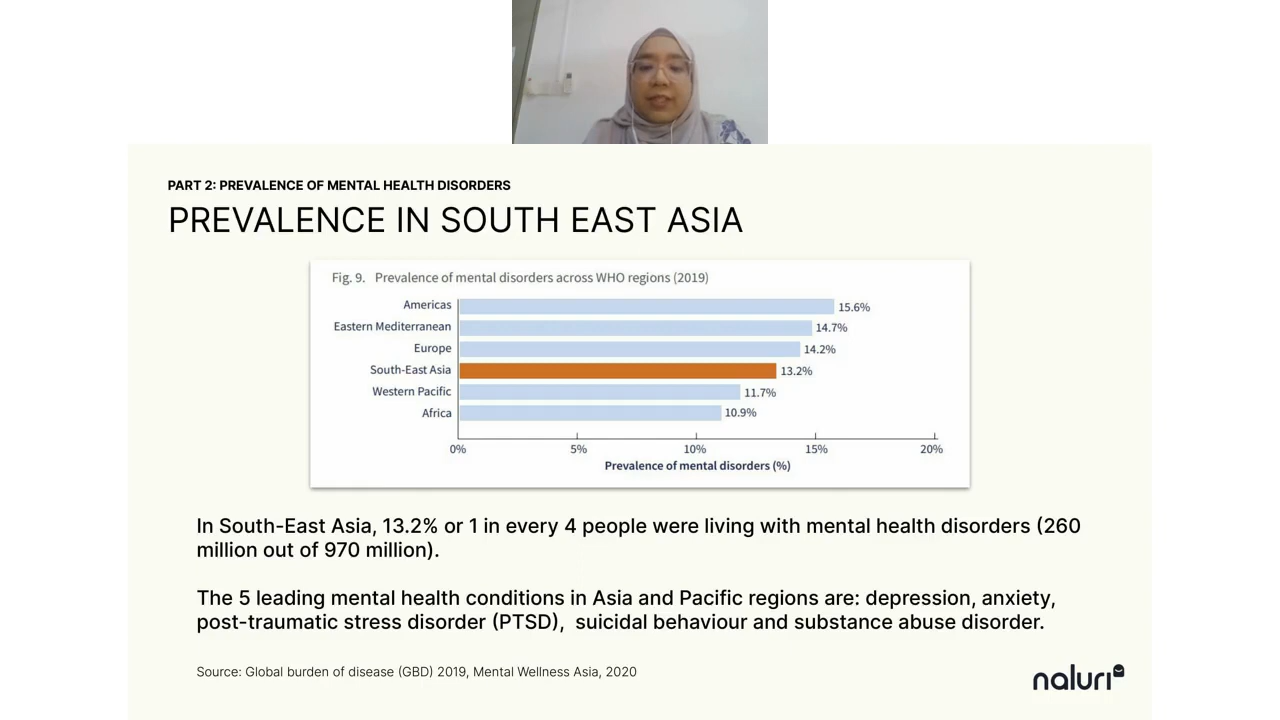 PART 2: PREVALENCE OF MENTAL HEALTH DISORDERS
PREVALENCE IN SOUTH EAST ASIA
Fig. 9. Prevalence of mental disorders across WHO regions (2019)
Americas 15.6%
Eastern Mediterranean 14.7%
Europe 14.2%
South-East Asia 13.2%
Western Pacific 11.7%
Africa 10.9%
0% 5% 10% 15% 20%
Prevalence of mental disorders (%)
In South-East Asia, 13.2% or 1 in every 4 people were living with mental health disorders (260
million out of 970 million).
The 5 leading mental health conditions in Asia and Pacific regions are: depression, anxiety,
post-traumatic stress disorder (PTSD),  suicidal behaviour and substance abuse disorder.
Source: Global burden of disease (GBD) 2019, Mental Wellness Asia, 2020
naluri